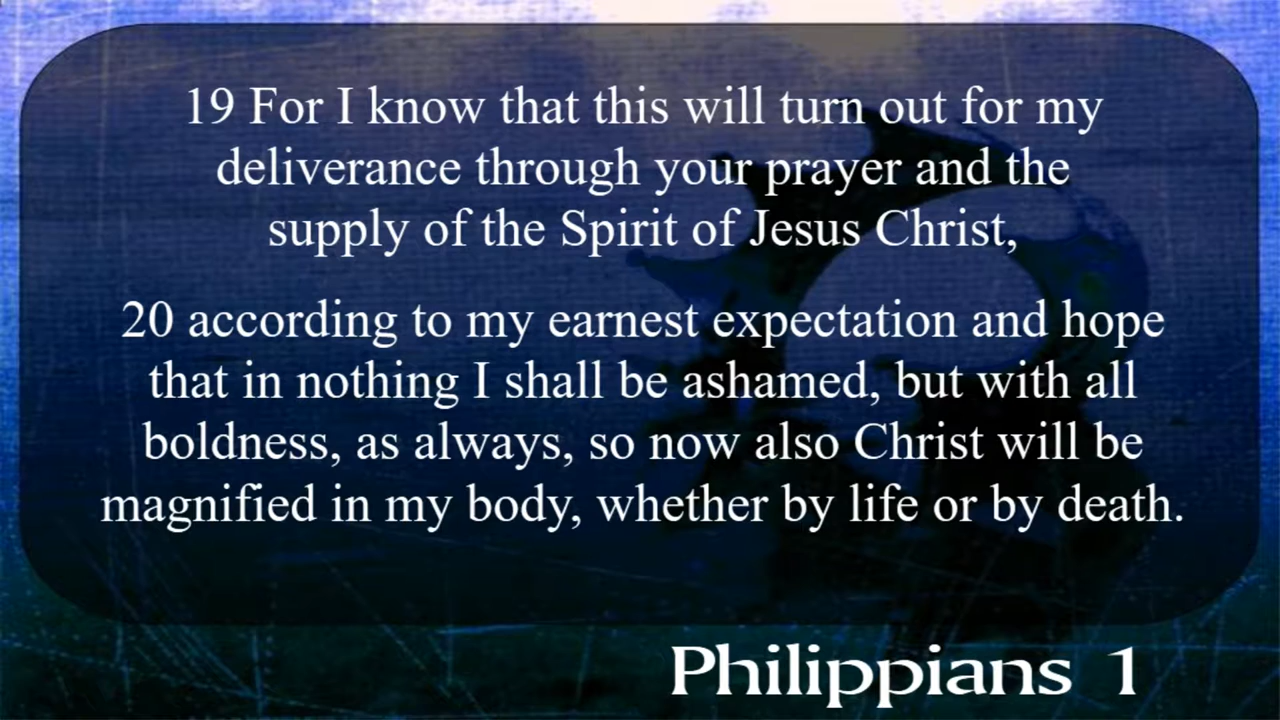 19 For I know that this will turn out for my
deliverance through your prayer and the
supply of the Spirit of Jesus Christ,
20 according to my earnest expectation and hope
that in nothing I shall be ashamed, but with all
boldness, as always, so now also Christ will be
magnified in my body, whether by life or by death.
Philippians 1